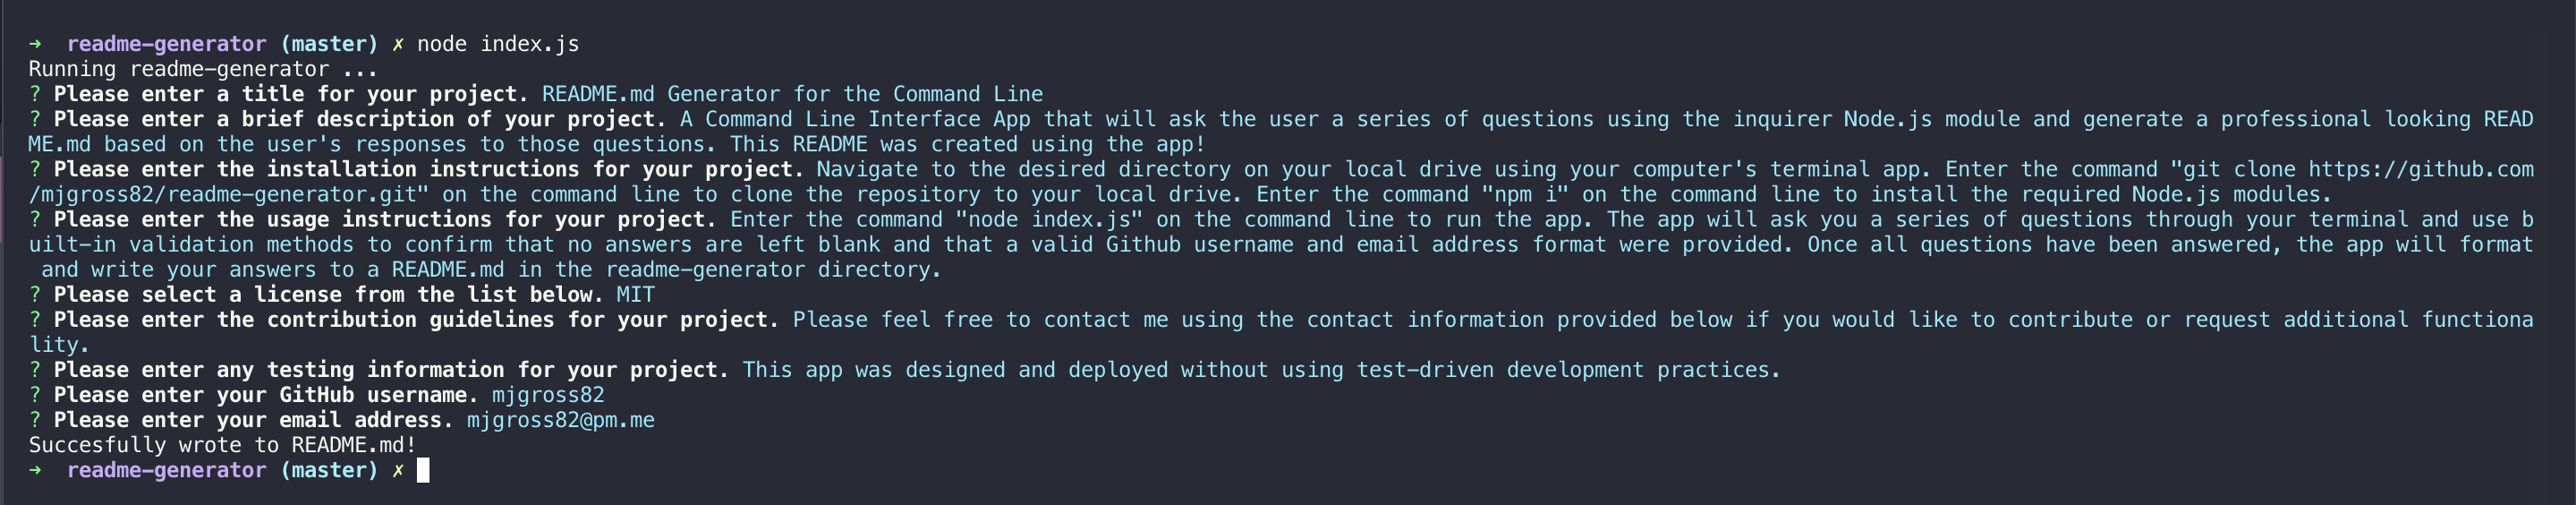 ➜  readme-generator (master) ✗ node index.js
Running readme-generator ...
? Please enter a title for your project. README.md Generator for the Command Line
? Please enter a brief description of your project. A Command Line Interface App that will ask the user a series of questions using the inquirer Node.js module and generate a professional looking READ
ME.md based on the user's responses to those questions. This README was created using the app!
? Please enter the installation instructions for your project. Navigate to the desired directory on your local drive using your computer's terminal app. Enter the command "git clone https://github.com
/mjgross82/readme-generator.git" on the command line to clone the repository to your local drive. Enter the command "npm i" on the command line to install the required Node.js modules.
? Please enter the usage instructions for your project. Enter the command "node index.js" on the command line to run the app. The app will ask you a series of questions through your terminal and use b
uilt-in validation methods to confirm that no answers are left blank and that a valid Github username and email address format were provided. Once all questions have been answered, the app will format
 and write your answers to a README.md in the readme-generator directory.
? Please select a license from the list below. MIT
? Please enter the contribution guidelines for your project. Please feel free to contact me using the contact information provided below if you would like to contribute or request additional functiona
lity.
? Please enter any testing information for your project. This app was designed and deployed without using test-driven development practices.
? Please enter your GitHub username. mjgross82
? Please enter your email address. mjgross82@pm.me
Succesfully wrote to README.md!
➜  readme-generator (master) ✗